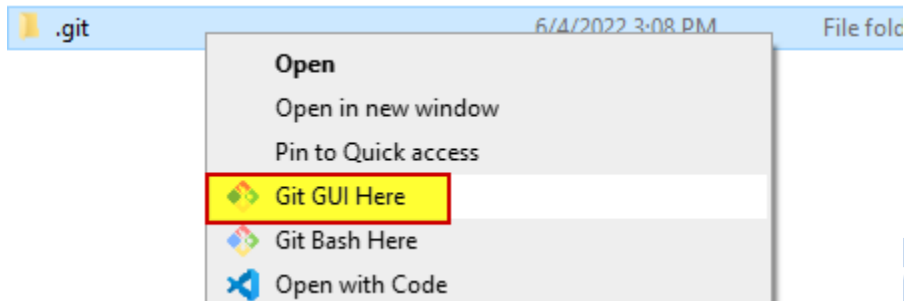 .git 6/4/2022 3:08 PM File fold
Open
Open in new window
Pin to Quick access
Git GUI Here
Git Bash Here
Open with Code